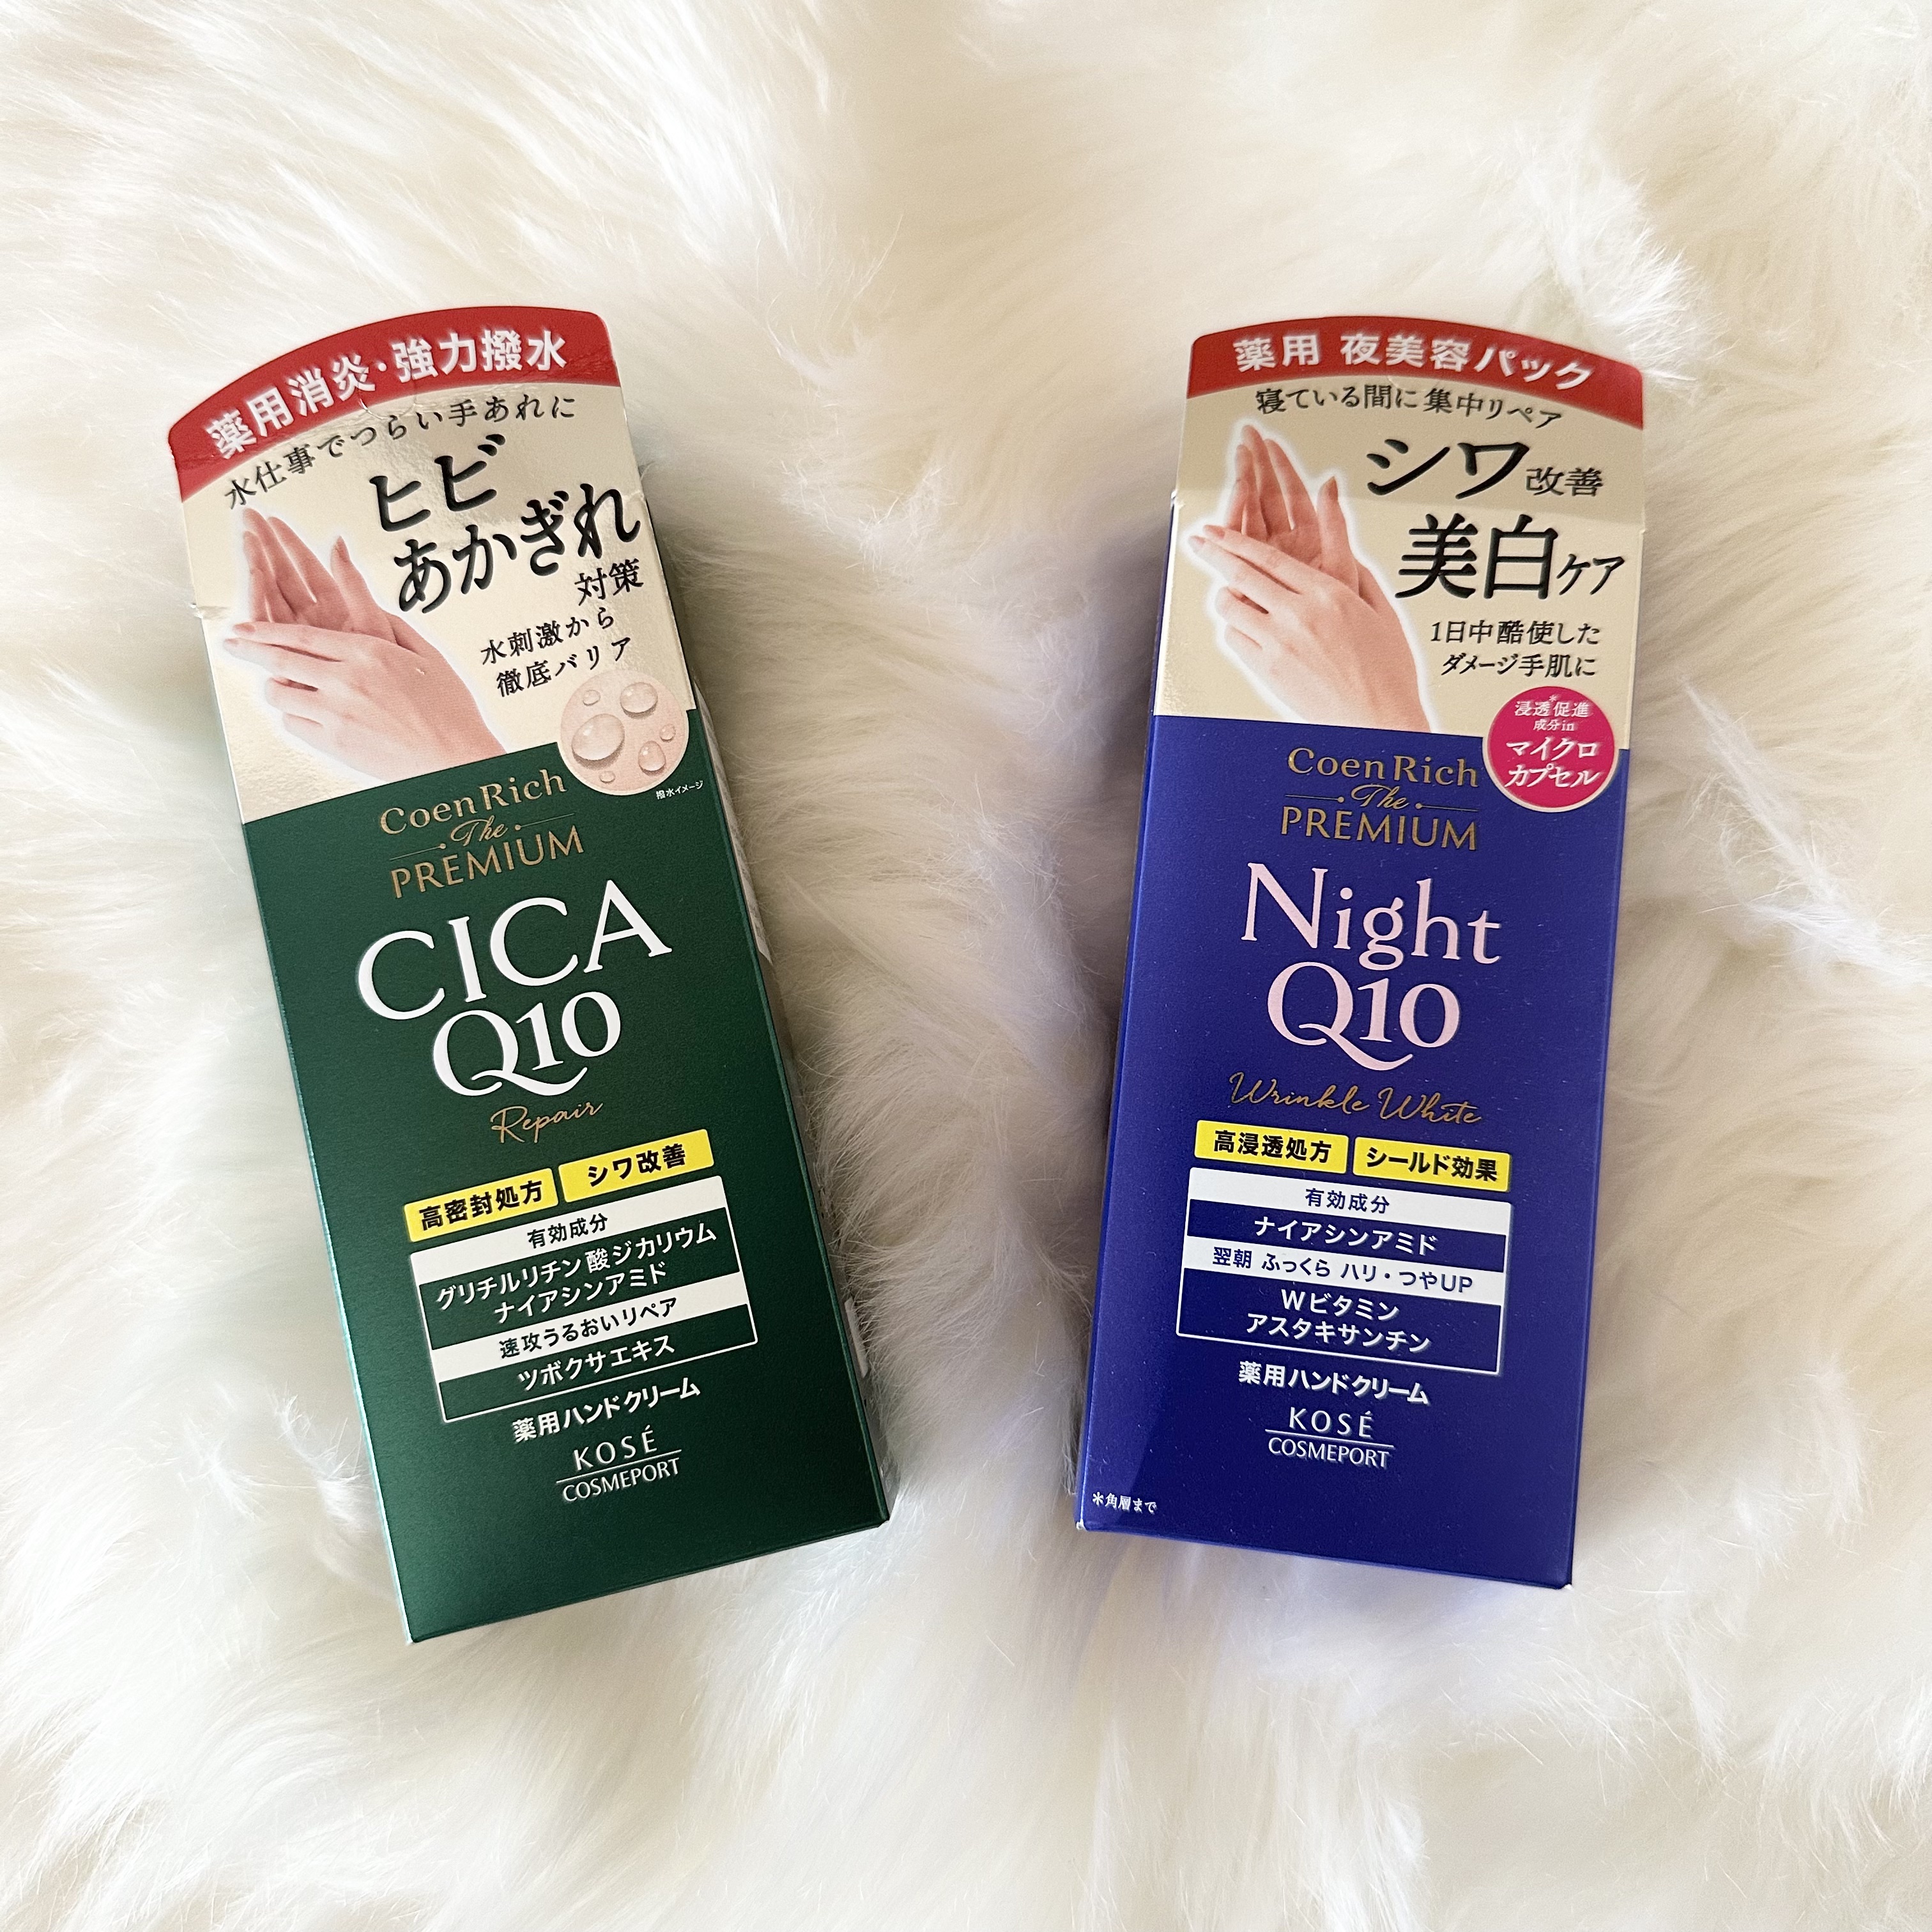 薬用消炎・強力撥水
水仕事でつらい手あれに
ヒビ
あかぎれ
対策
水刺激から
徹底バリア
撥水イメージ
Coen Rich
The
PREMIUM
CICA
Q10
Repair
高密封処方 シワ改善
有効成分
グリチルリチン酸ジカリウム
ナイアシンアミド
速攻うるおいリペア
ツボクサエキス
薬用ハンドクリーム
KOSÉ
COSMEPORT
薬用 夜美容パック
寝ている間に集中リペア
シワ改善
美白ケア
1日中酷使した
ダメージ手肌に
浸透促進*
成分in
マイクロ
カプセル
Coen Rich
The
PREMIUM
Night
Q10
Wrinkle White
高浸透処方 シールド効果
有効成分
ナイアシンアミド
翌朝 ふっくら ハリ・つやUP
Wビタミン
アスタキサンチン
薬用ハンドクリーム
KOSÉ
COSMEPORT
*角層まで